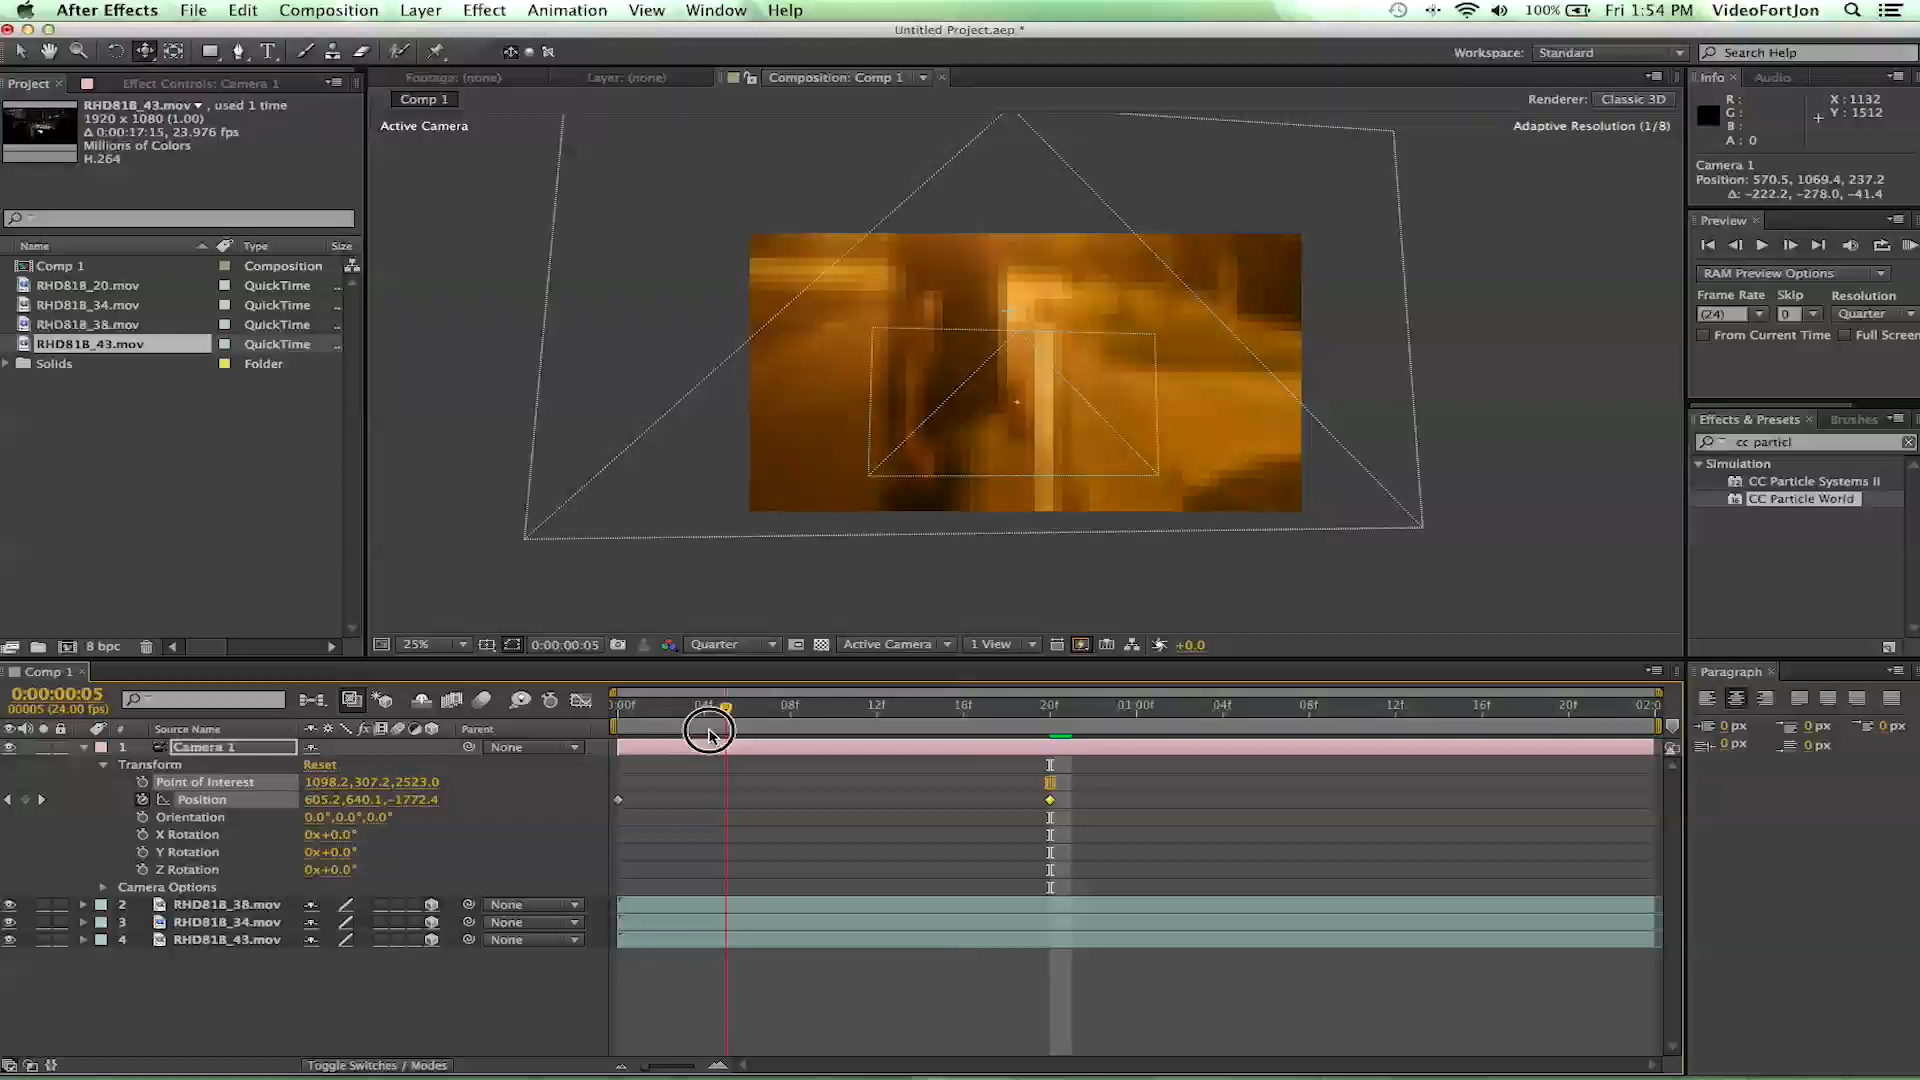 After Effects File Edit Composition Layer Effect Animation View Window Help 100% Fri 1:54 PM VideoFortJon
Untitled Project.aep *
Workspace: Standard Search Help
Project Effect Controls: Camera 1 Footage: (none) Layer: (none) Composition: Comp 1 Info Audio
RHD81B_43.mov , used 1 time
1920 x 1080 (1.00)
Δ 0:00:17:15, 23.976 fps
Millions of Colors
H.264
Comp 1 Renderer: Classic 3D
Active Camera Adaptive Resolution (1/8)
R: X : 1132
G: Y : 1512
B:
A : 0
Camera 1
Position: 570.5, 1069.4, 237.2
Δ: -222.2, -278.0, -41.4
Preview
RAM Preview Options
Frame Rate Skip Resolution
(24) 0 Quarter
From Current Time Full Screen
Name Type Size
Comp 1 Composition
RHD81B_20.mov QuickTime ..
RHD81B_34.mov QuickTime ..
RHD81B_38.mov QuickTime ..
RHD81B_43.mov QuickTime ..
Solids Folder
Effects & Presets Brushes
cc particl
Simulation
CC Particle Systems II
CC Particle World
8 bpc 25% 0:00:00:05 Quarter Active Camera 1 View +0.0
Comp 1
0:00:00:05
00005 (24.00 fps)
0:00f 04f 08f 12f 16f 20f 01:00f 04f 08f 12f 16f 20f 02:0
# Source Name Parent
1 Camera 1 None
Transform Reset
Point of Interest 1098.2,307.2,2523.0
Position 605.2,640.1,-1772.4
Orientation 0.0°,0.0°,0.0°
X Rotation 0x+0.0°
Y Rotation 0x+0.0°
Z Rotation 0x+0.0°
Camera Options
2 RHD81B_38.mov None
3 RHD81B_34.mov None
4 RHD81B_43.mov None
Toggle Switches / Modes
Paragraph
0 px 0 px 0 px
0 px 0 px